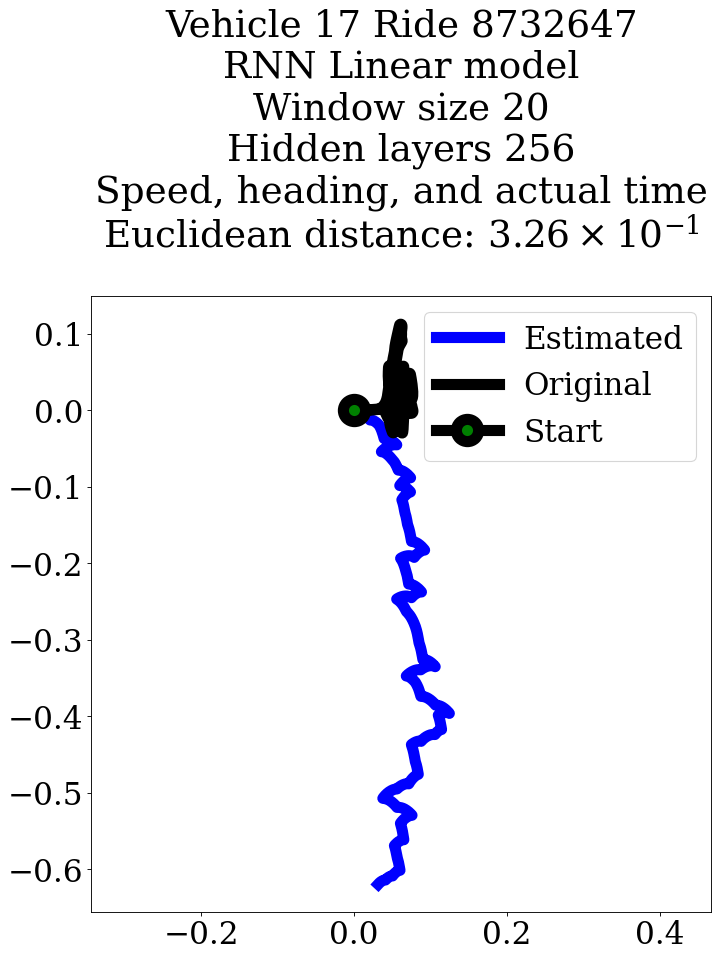 Vehicle 17 Ride 8732647
RNN Linear model
Window size 20
Hidden layers 256
Speed, heading, and actual time
Euclidean distance: 3.26 × 10⁻¹
Estimated
Original
Start
0.1
0.0
−0.1
−0.2
−0.3
−0.4
−0.5
−0.6
−0.2 0.0 0.2 0.4